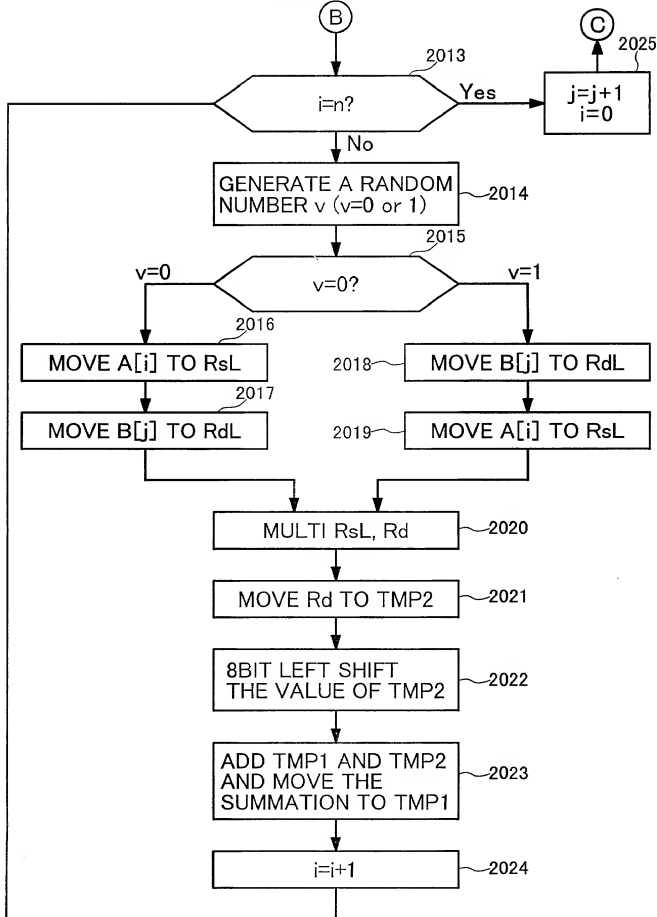 B
2013
i=n?
Yes
No
C
2025
j=j+1
i=0
GENERATE A RANDOM
NUMBER v (v=0 or 1)
2014
2015
v=0?
v=0
v=1
2016
MOVE A[i] TO RsL
2017
MOVE B[j] TO RdL
2018
MOVE B[j] TO RdL
2019
MOVE A[i] TO RsL
MULTI RsL, Rd
2020
MOVE Rd TO TMP2
2021
8BIT LEFT SHIFT
THE VALUE OF TMP2
2022
ADD TMP1 AND TMP2
AND MOVE THE
SUMMATION TO TMP1
2023
i=i+1
2024